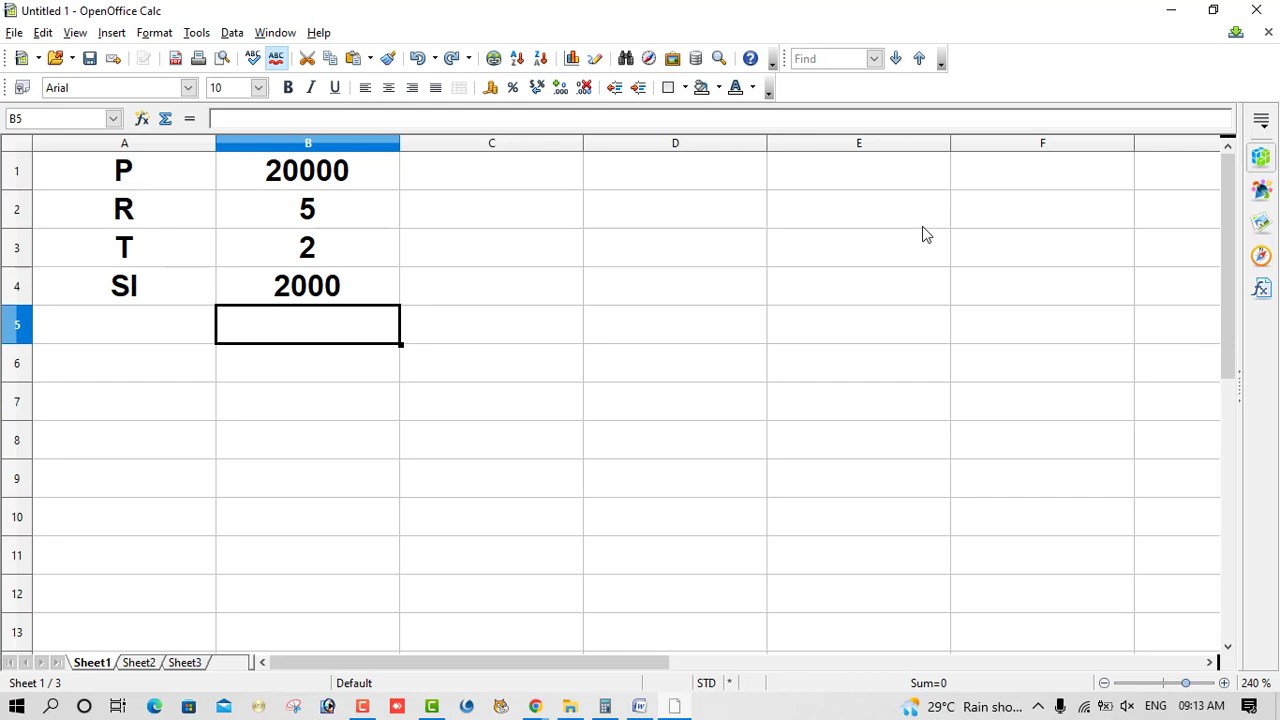 Untitled 1 - OpenOffice Calc
File Edit View Insert Format Tools Data Window Help
ABC ABC Find
Arial 10 B I U
B5
A B C D E F
1 P 20000
2 R 5
3 T 2
4 SI 2000
5
6
7
8
9
10
11
12
13
Sheet1 Sheet2 Sheet3
Sheet 1 / 3 Default STD * Sum=0 240 %
29°C Rain sho... ENG 09:13 AM